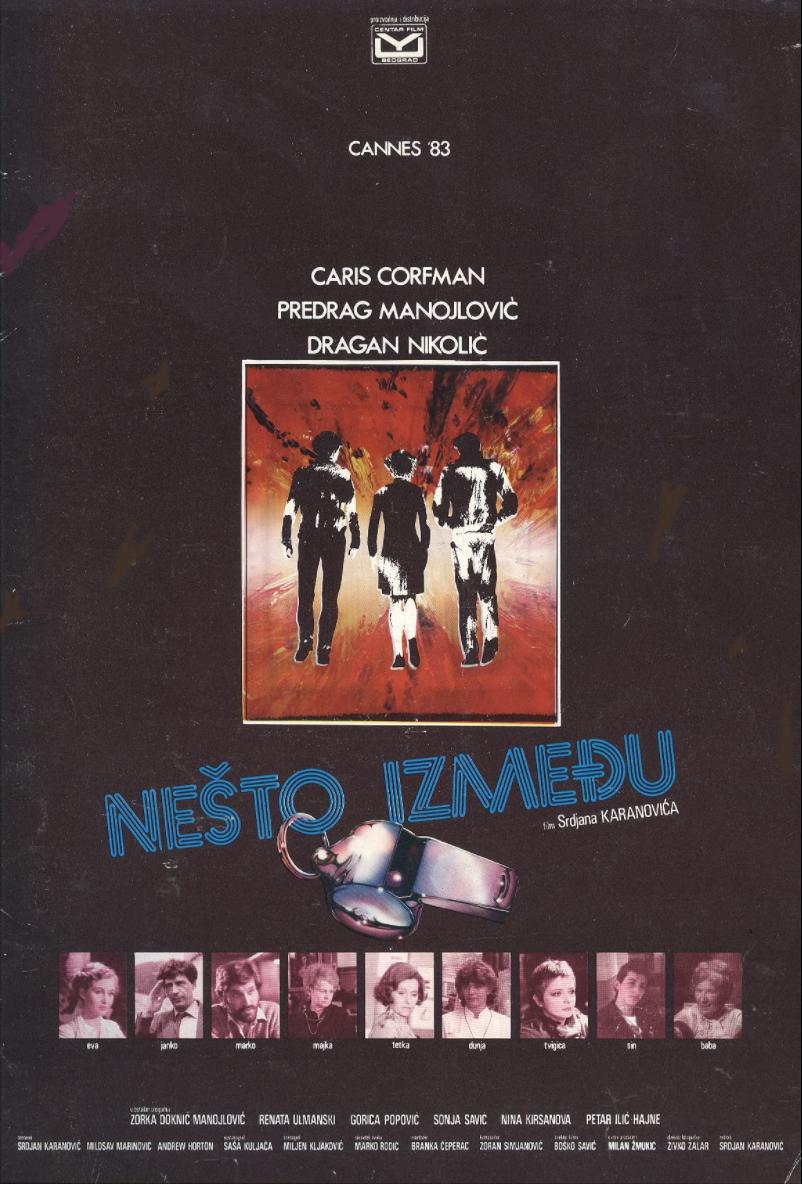 proizvodnja i distribucija
CENTAR FILM
BEOGRAD
CANNES '83
CARIS CORFMAN
PREDRAG MANOJLOVIĆ
DRAGAN NIKOLIĆ
NEŠTO IZMEĐU
film Srdjana KARANOVIĆA
eva janko marko majka tetka dunja tvigica sin baba
ZORKA DOKNIĆ MANOJLOVIĆ RENATA ULMANSKI GORICA POPOVIĆ SONJA SAVIĆ NINA KIRSANOVA PETAR ILIĆ-HAJNE
SRDJAN KARANOVIĆ MILOSAV MARINOVIĆ ANDREW HORTON SAŠA KULJAČA MILJEN KLJAKOVIĆ MARKO RODIĆ BRANKA ČEPERAC ZORAN SIMJANOVIĆ BOŠKO SAVIĆ MILAN ŽMUKIĆ ŽIVKO ZALAR SRDJAN KARANOVIĆ